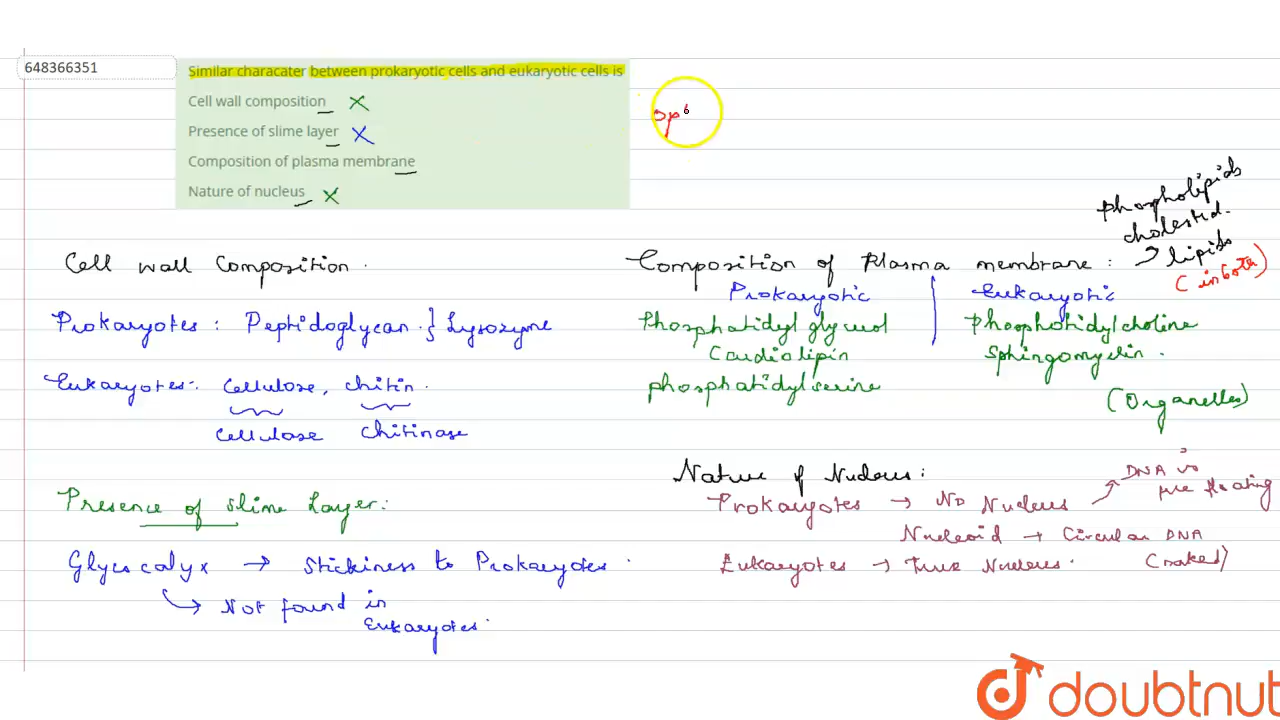 648366351
Similar characater between prokaryotic cells and eukaryotic cells is
Cell wall composition
Presence of slime layer
Composition of plasma membrane
Nature of nucleus
Op
Phospholipids
lipids
(in both)
Cell wall Composition.
Prokaryotes: Peptidoglycan. } Lysozyme
Eukaryotes: Cellulose, chitin.
Cellulase Chitinase
Presence of Slime Layer:
Glycocalyx → Stickiness to Prokaryotes.
Not found in
Eukaryotes.
Composition of Plasma membrane:
Prokaryotic | Eukaryotic
Phosphatidyl glycerol Phosphotidylcholine
Cardiolipin Sphingomyelin.
phosphatidylserine
(Organelles)
Nature of Nucleus:
Prokaryotes → No Nucleus → DNA is
free floating
Nucleoid → Circular DNA
(naked)
Eukaryotes → True Nucleus.
doubtnut